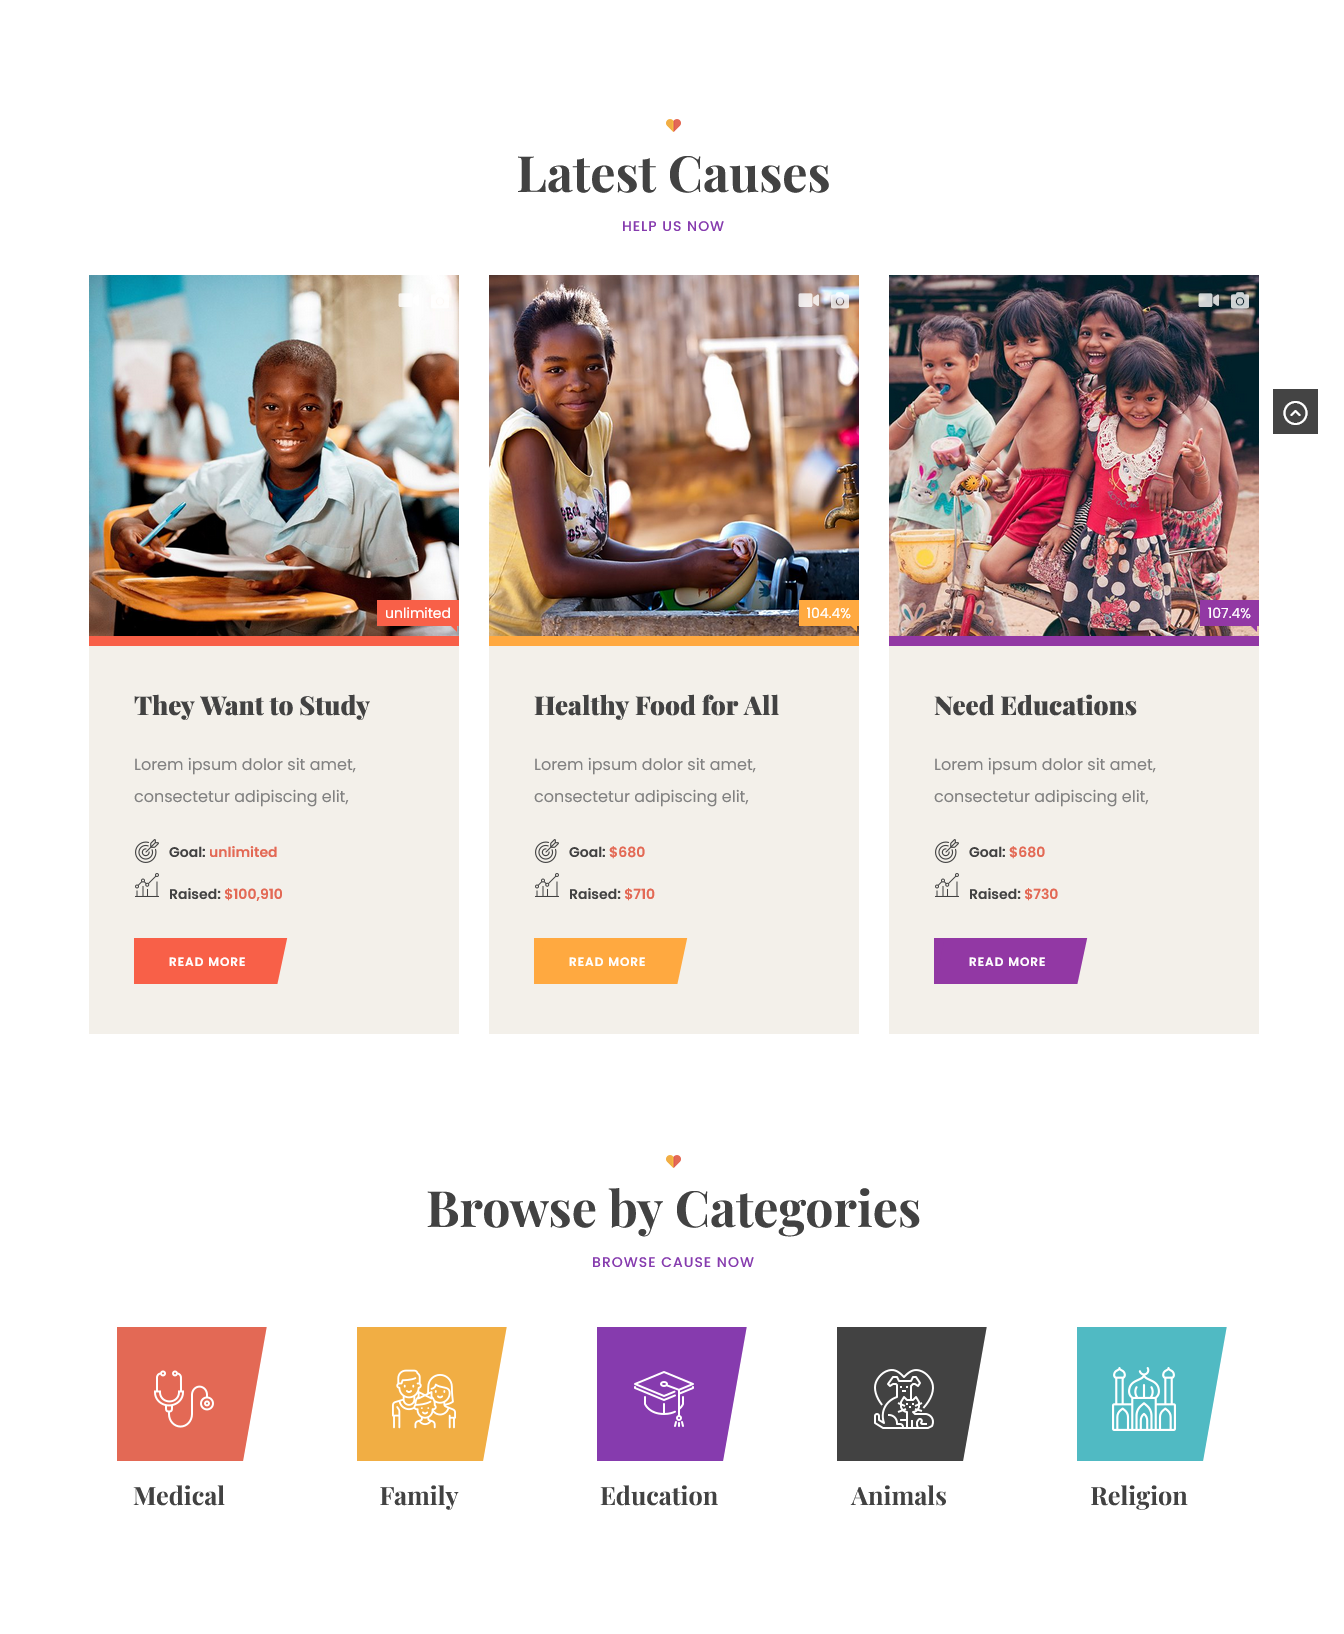 Latest Causes
HELP US NOW
unlimited
They Want to Study
Lorem ipsum dolor sit amet,
consectetur adipiscing elit,
Goal: unlimited
Raised: $100,910
READ MORE
104.4%
Healthy Food for All
Lorem ipsum dolor sit amet,
consectetur adipiscing elit,
Goal: $680
Raised: $710
READ MORE
107.4%
Need Educations
Lorem ipsum dolor sit amet,
consectetur adipiscing elit,
Goal: $680
Raised: $730
READ MORE
Browse by Categories
BROWSE CAUSE NOW
Medical
Family
Education
Animals
Religion